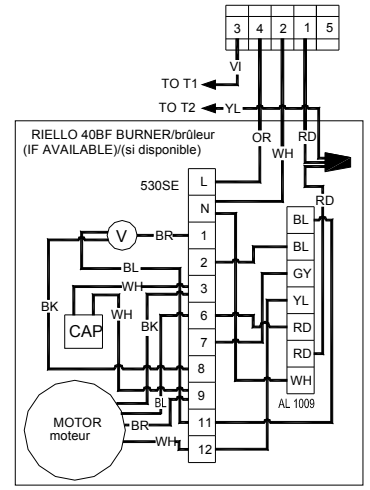 3 4 2 1 5
VI
TO T1
TO T2 YL
OR
WH
RD
RIELLO 40BF BURNER/brûleur
(IF AVAILABLE)/(si disponible)
530SE
L
N
1
2
3
6
7
8
9
11
12
RD
BL
BL
GY
YL
RD
RD
WH
AL 1009
V
BR
BL
WH
BK
WH
BK
CAP
BL
BR
WH
MOTOR
moteur